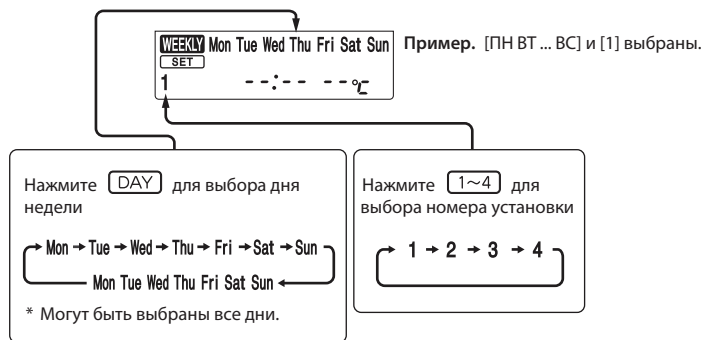 WEEKLY Mon Tue Wed Thu Fri Sat Sun
SET
1 --:-- --°C
Пример. [ПН ВТ ... ВС] и [1] выбраны.
Нажмите DAY для выбора дня
недели
Mon → Tue → Wed → Thu → Fri → Sat → Sun
Mon Tue Wed Thu Fri Sat Sun
* Могут быть выбраны все дни.
Нажмите 1~4 для
выбора номера установки
1 → 2 → 3 → 4